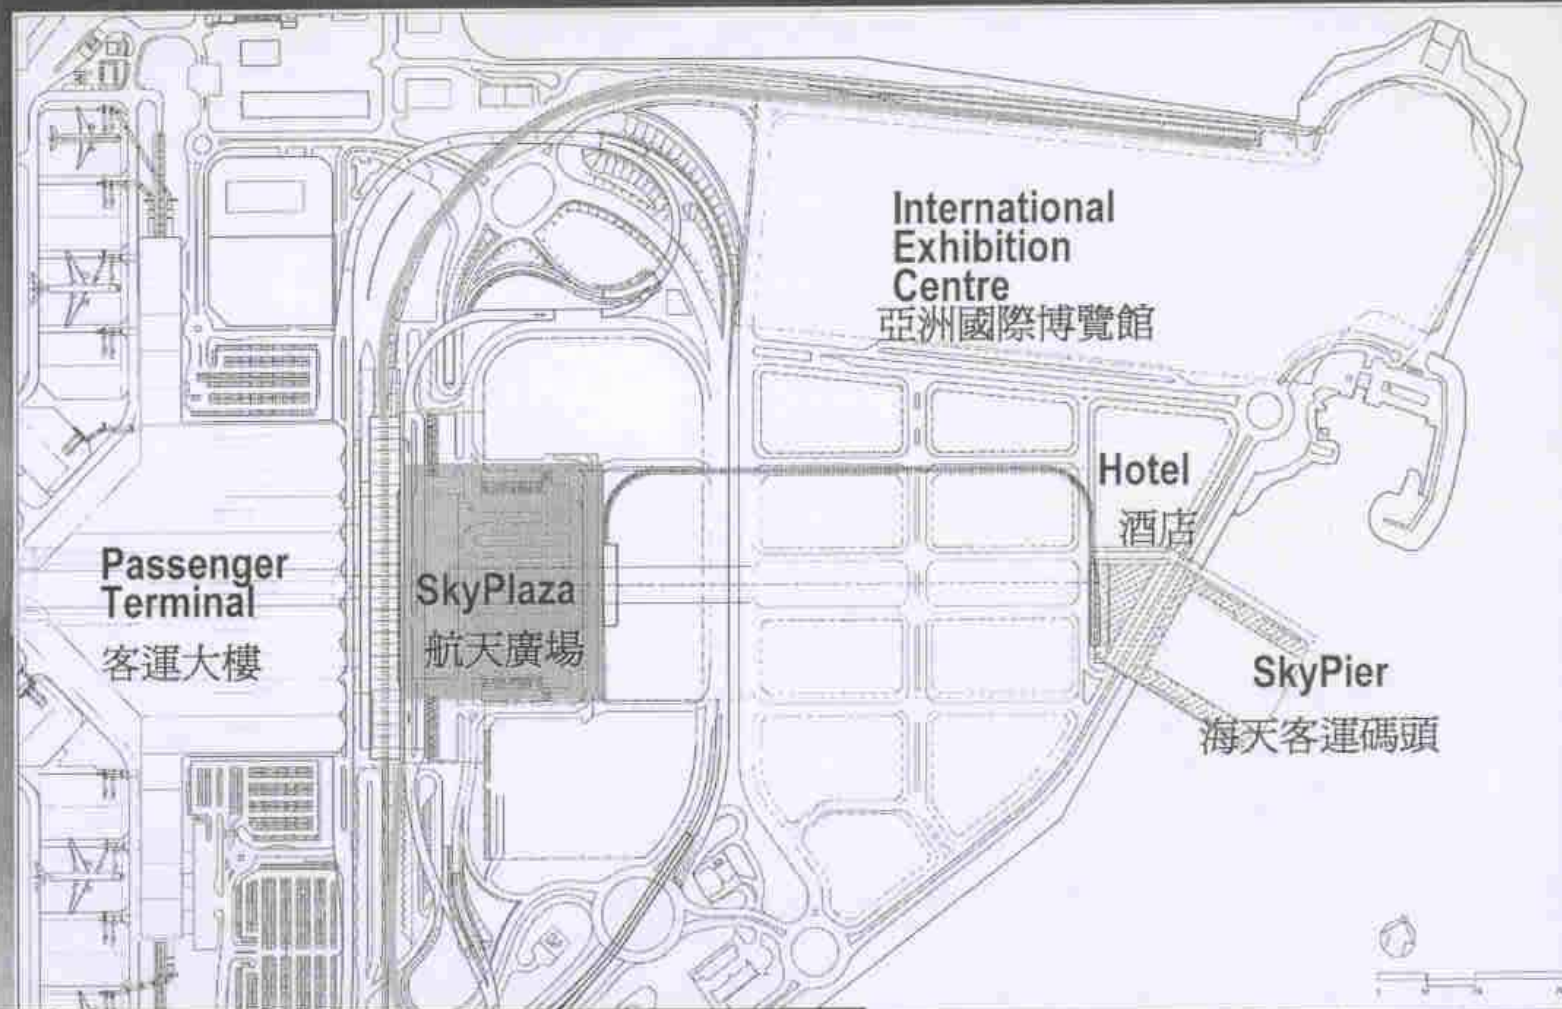 International
Exhibition
Centre
亞洲國際博覽館
Hotel
酒店
Passenger
Terminal
客運大樓
SkyPlaza
航天廣場
SkyPier
海天客運碼頭